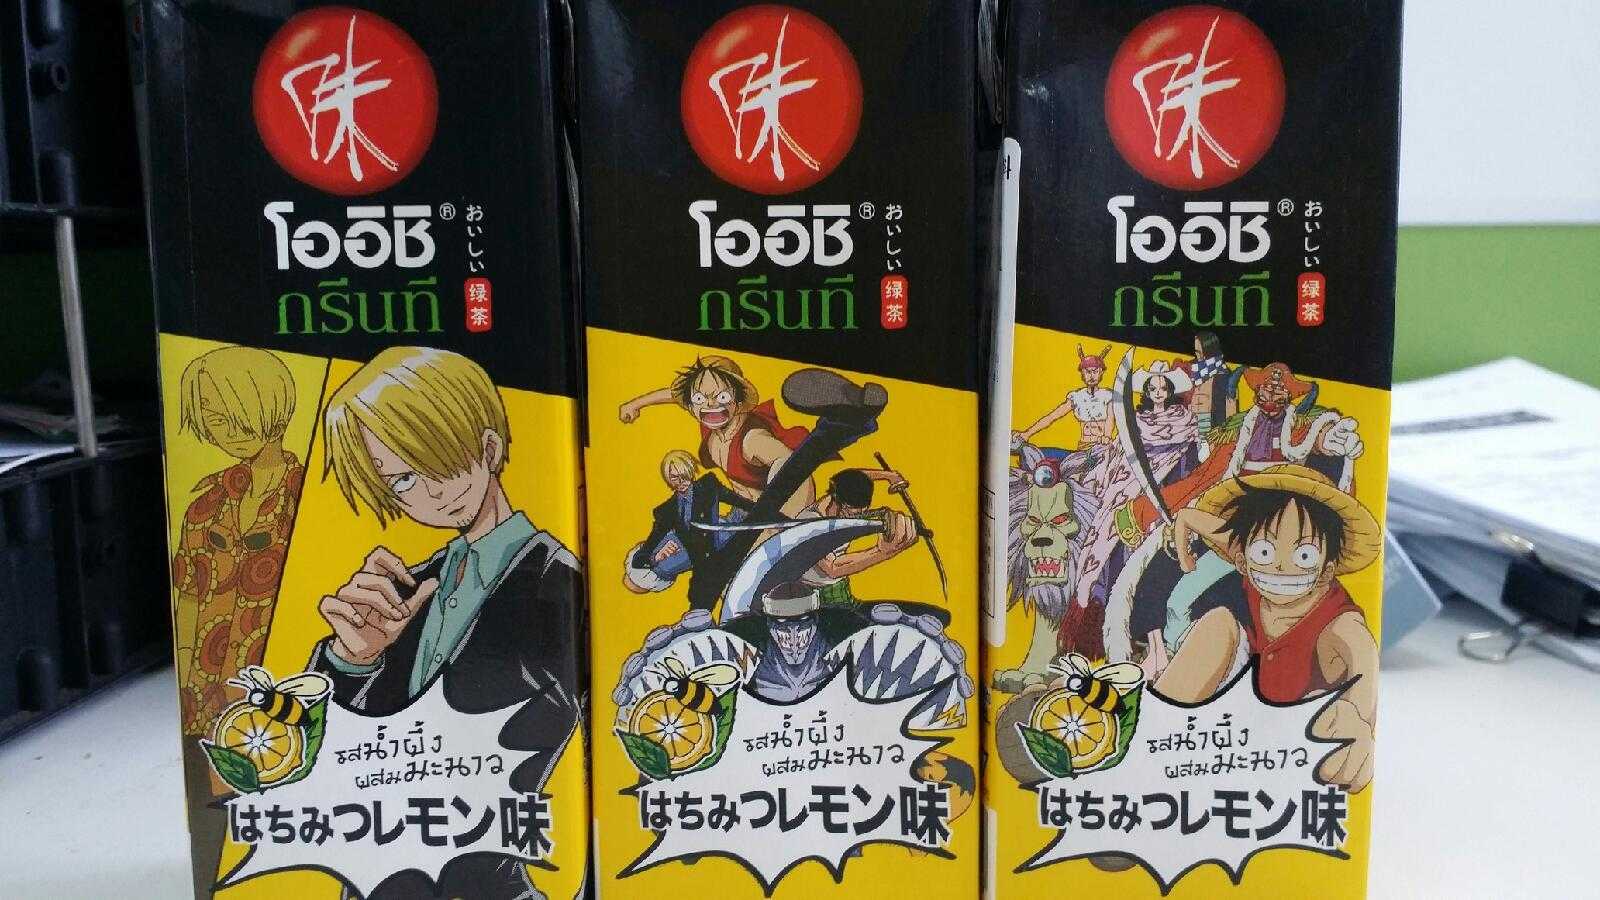 味
โออิชิ®
おいしい
กรีนที
绿茶
รสน้ำผึ้ง
ผสมมะนาว
はちみつレモン味
味
โออิชิ®
おいしい
กรีนที
绿茶
รสน้ำผึ้ง
ผสมมะนาว
はちみつレモン味
味
โออิชิ®
おいしい
กรีนที
绿茶
รสน้ำผึ้ง
ผสมมะนาว
はちみつレモン味